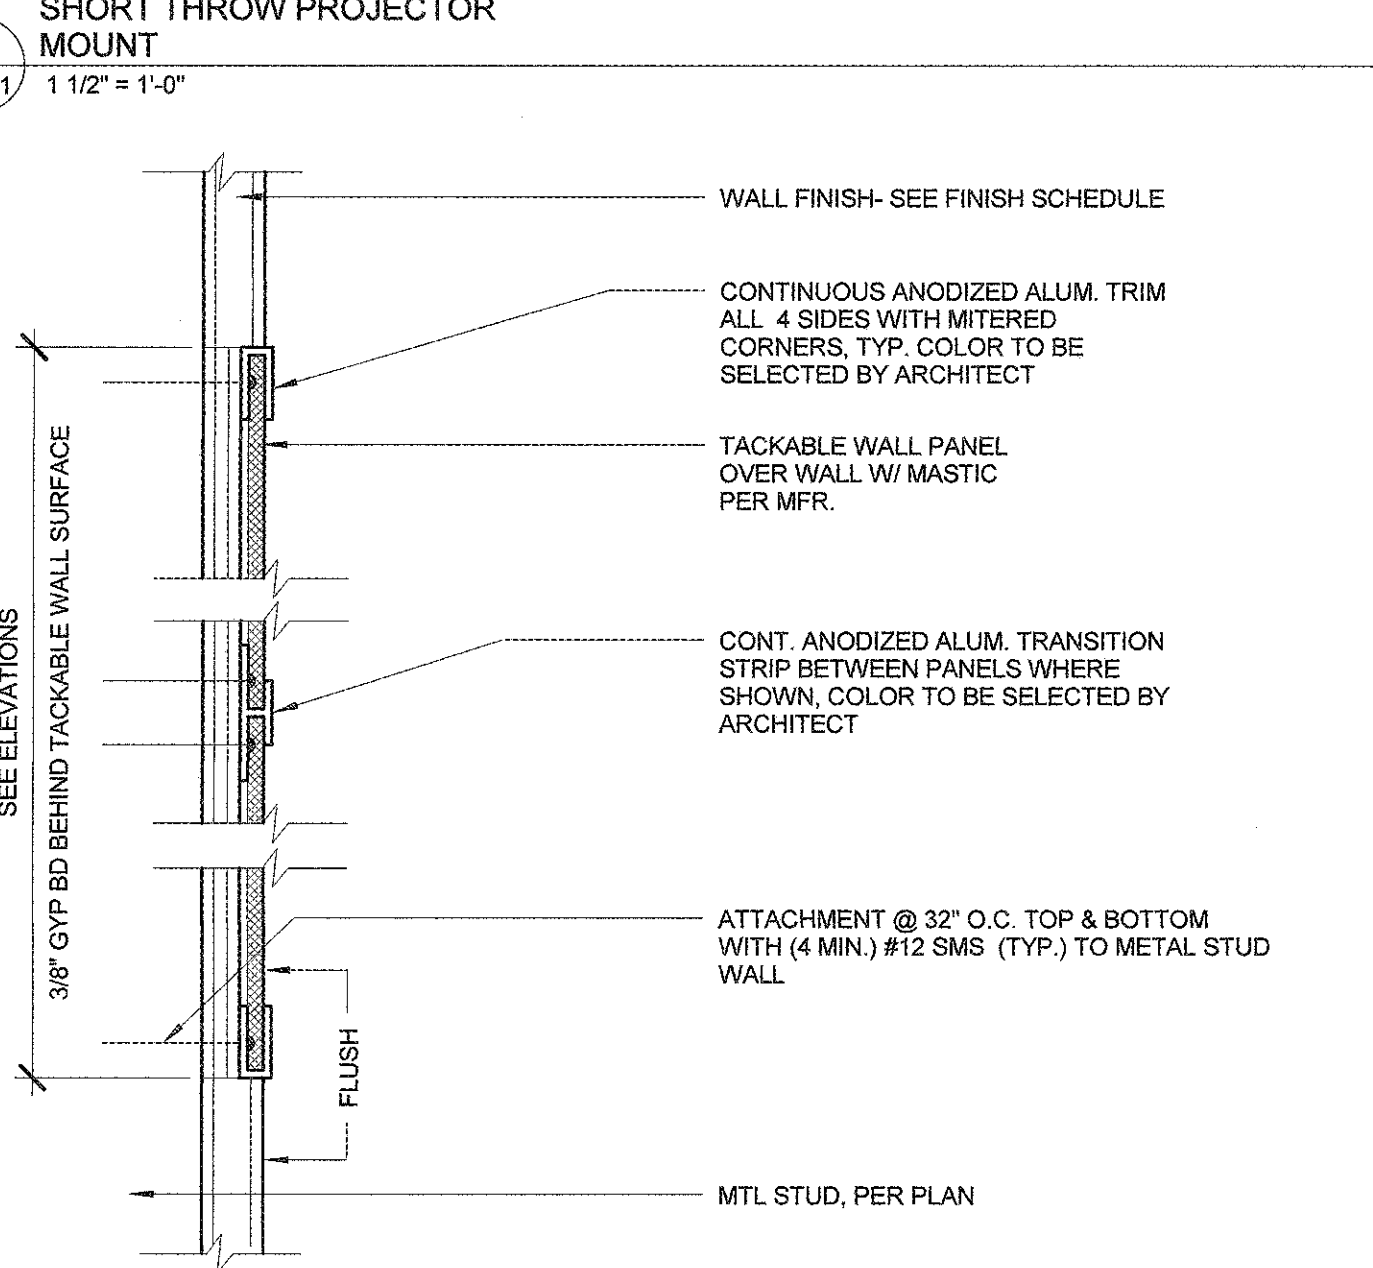 SHORT THROW PROJECTOR
MOUNT
1
1 1/2" = 1'-0"
WALL FINISH- SEE FINISH SCHEDULE
CONTINUOUS ANODIZED ALUM. TRIM
ALL 4 SIDES WITH MITERED
CORNERS, TYP. COLOR TO BE
SELECTED BY ARCHITECT
TACKABLE WALL PANEL
OVER WALL W/ MASTIC
PER MFR.
SEE ELEVATIONS
3/8" GYP BD BEHIND TACKABLE WALL SURFACE
CONT. ANODIZED ALUM. TRANSITION
STRIP BETWEEN PANELS WHERE
SHOWN, COLOR TO BE SELECTED BY
ARCHITECT
ATTACHMENT @ 32" O.C. TOP & BOTTOM
WITH (4 MIN.) #12 SMS (TYP.) TO METAL STUD
WALL
FLUSH
MTL STUD, PER PLAN